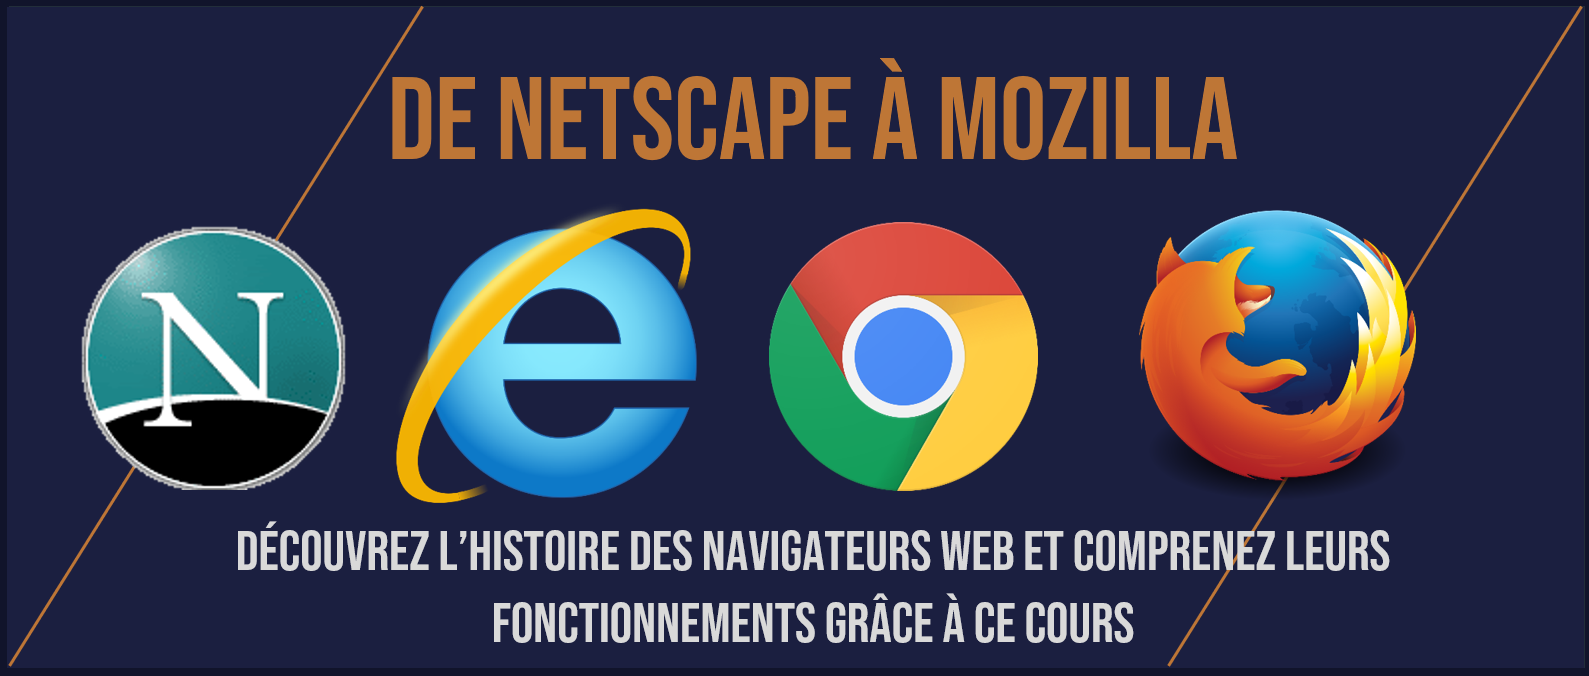 DE NETSCAPE À MOZILLA
N
e
DÉCOUVREZ L’HISTOIRE DES NAVIGATEURS WEB ET COMPRENEZ LEURS
FONCTIONNEMENTS GRÂCE À CE COURS